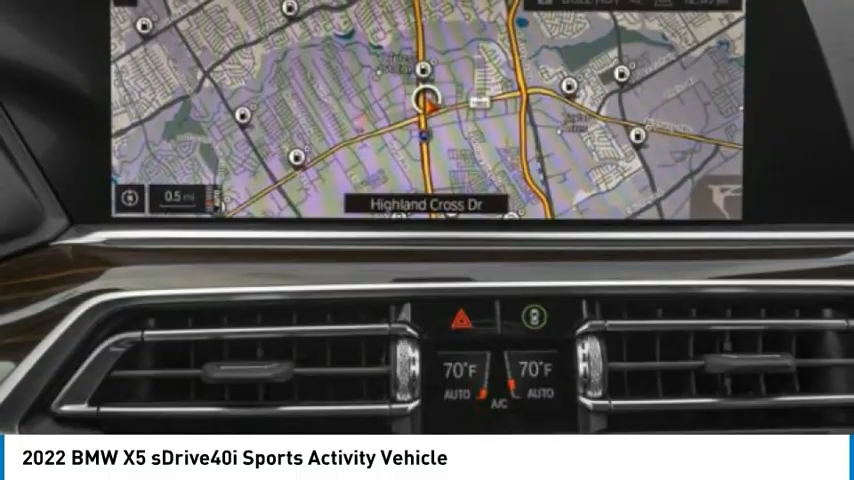 0.5 mi
Highland Cross Dr
70°F 70°F
AUTO AUTO
A/C
2022 BMW X5 sDrive40i Sports Activity Vehicle